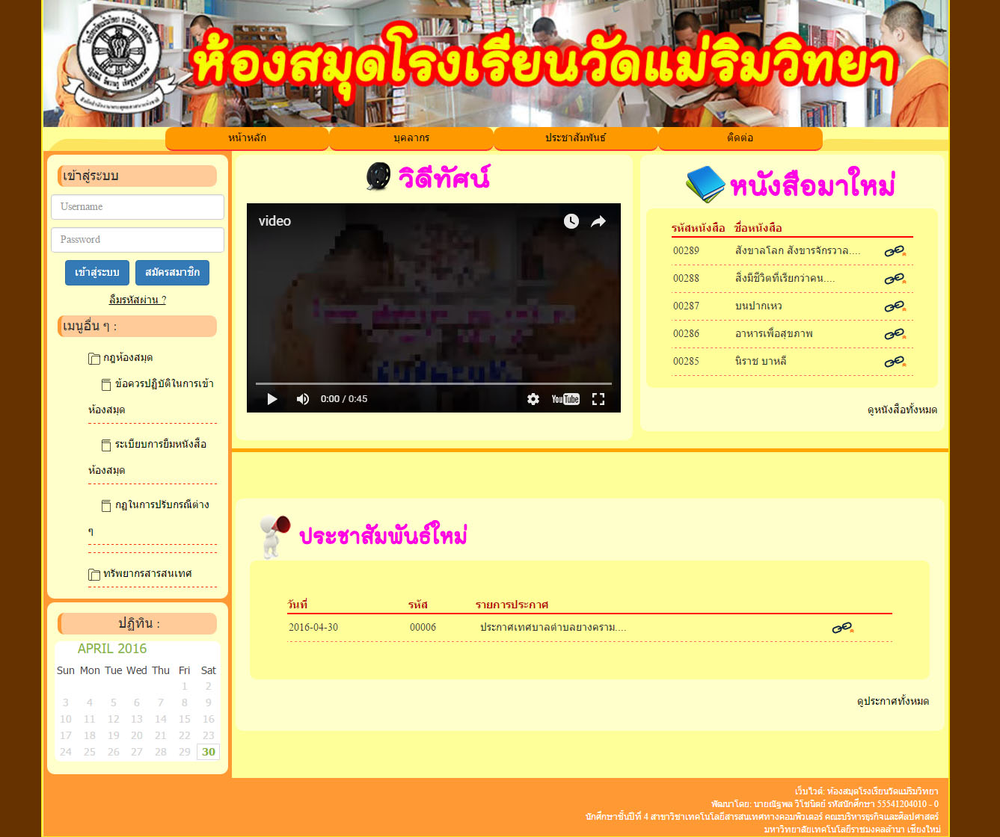 ห้องสมุดโรงเรียนวัดแม่ริมวิทยา
หน้าหลัก บุคลากร ประชาสัมพันธ์ ติดต่อ
เข้าสู่ระบบ
Username
Password
เข้าสู่ระบบ สมัครสมาชิก
ลืมรหัสผ่าน ?
เมนูอื่น ๆ :
กฎห้องสมุด
ข้อควรปฏิบัติในการเข้า
ห้องสมุด
ระเบียบการยืมหนังสือ
ห้องสมุด
กฏในการปรับกรณีต่าง
ๆ
ทรัพยากรสารสนเทศ
ปฏิทิน :
APRIL 2016
Sun Mon Tue Wed Thu Fri Sat
1 2
3 4 5 6 7 8 9
10 11 12 13 14 15 16
17 18 19 20 21 22 23
24 25 26 27 28 29 30
วิดีทัศน์
video
0:00 / 0:45
YouTube
หนังสือมาใหม่
รหัสหนังสือ ชื่อหนังสือ
00289 สังขาลโลก สังขารจักรวาล....
00288 สิ่งมีชีวิตที่เรียกว่าคน....
00287 บนปากเหว
00286 อาหารเพื่อสุขภาพ
00285 นิราช บาหลี
ดูหนังสือทั้งหมด
ประชาสัมพันธ์ใหม่
วันที่ รหัส รายการประกาศ
2016-04-30 00006 ประกาศเทศบาลตำบลยางคราม....
ดูประกาศทั้งหมด
เว็บไวต์: ห้องสมุดโรงเรียนวัดแม่ริมวิทยา
พัฒนาโดย: นายณัฐพล วิโชนิตย์ รหัสนักศึกษา 55541204010 - 0
นักศึกษาชั้นปีที่ 4 สาขาวิชาเทคโนโลยีสารสนเทศทางคอมพิวเตอร์ คณะบริหารธุรกิจและศิลปศาสตร์
มหาวิทยาลัยเทคโนโลยีราชมงคลล้านา เชียงใหม่